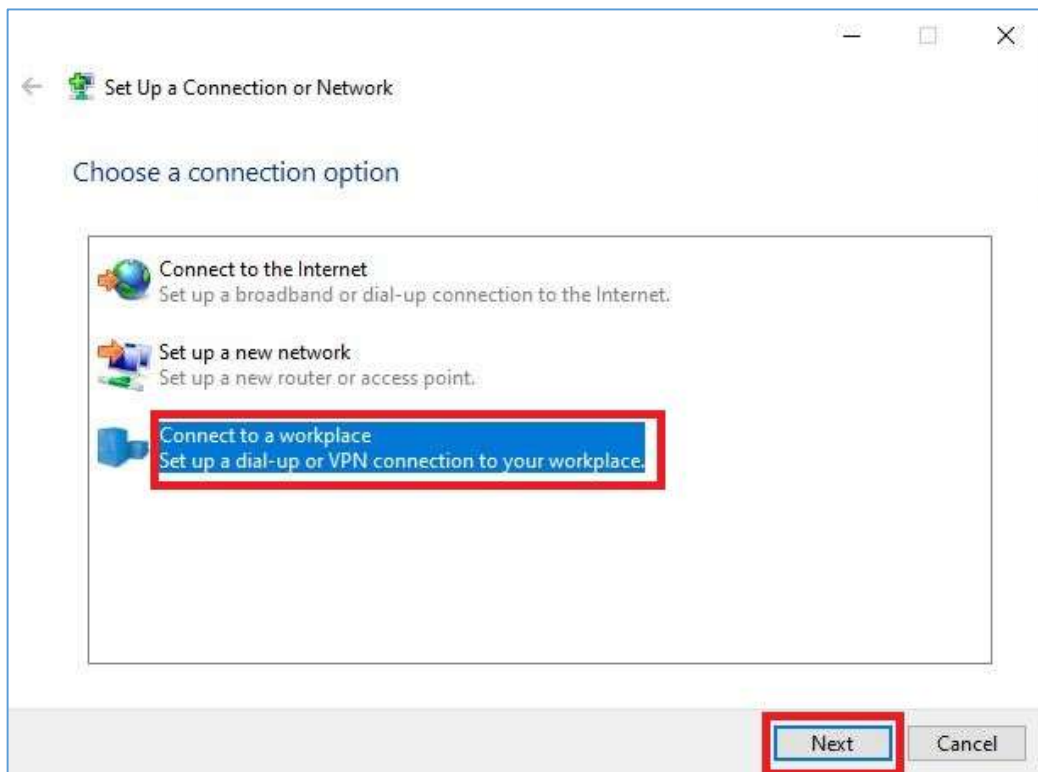 Set Up a Connection or Network
Choose a connection option
Connect to the Internet
Set up a broadband or dial-up connection to the Internet.
Set up a new network
Set up a new router or access point.
Connect to a workplace
Set up a dial-up or VPN connection to your workplace.
Next Cancel